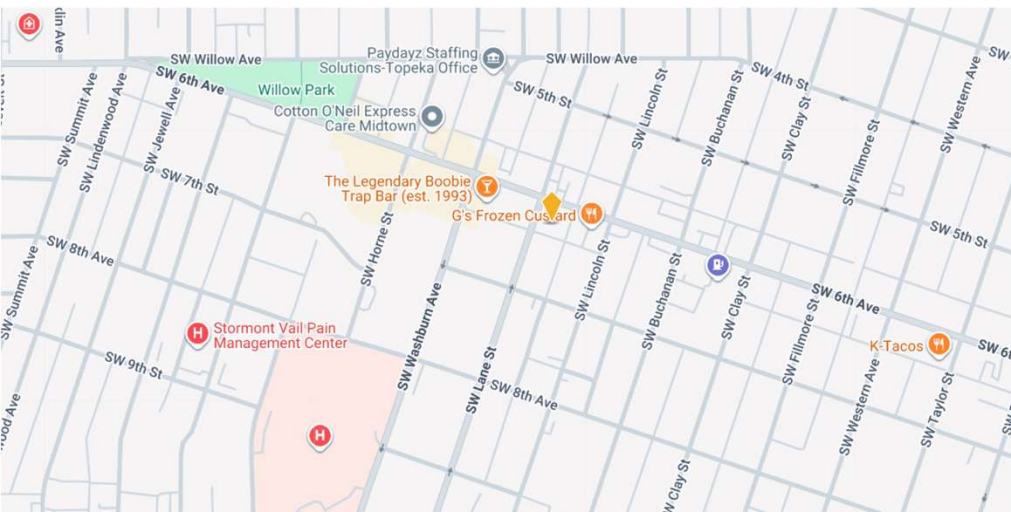 klin Ave
SW Willow Ave
Paydayz Staffing
Solutions-Topeka Office
SW Willow Ave
SW
SW 6th Ave
Willow Park
SW 4th St
SW Western Ave
SW 5th St
SW Lincoln St
SW Buchanan St
SW Clay St
Cotton O'Neil Express
Care Midtown
SW Summit Ave
SW Lindenwood Ave
SW Jewell Ave
SW Fillmore St
SW 7th St
The Legendary Boobie
Trap Bar (est. 1993)
G's Frozen Custard
SW 5th St
SW 8th Ave
SW Horne St
SW Lincoln St
SW Summit Ave
SW Buchanan St
SW Clay St
SW 6th Ave
H
Stormont Vail Pain
Management Center
SW Washburn Ave
SW Lane St
SW Fillmore St
K-Tacos
SW 6t
SW 9th St
SW 8th Ave
SW Western Ave
SW Taylor St
wood Ave
H
W Clay St